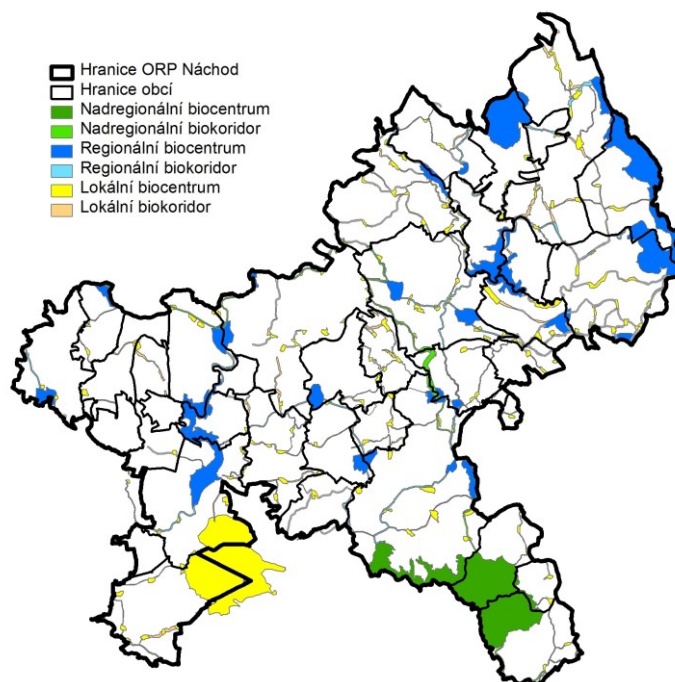 Hranice ORP Náchod
Hranice obcí
Nadregionální biocentrum
Nadregionální biokoridor
Regionální biocentrum
Regionální biokoridor
Lokální biocentrum
Lokální biokoridor